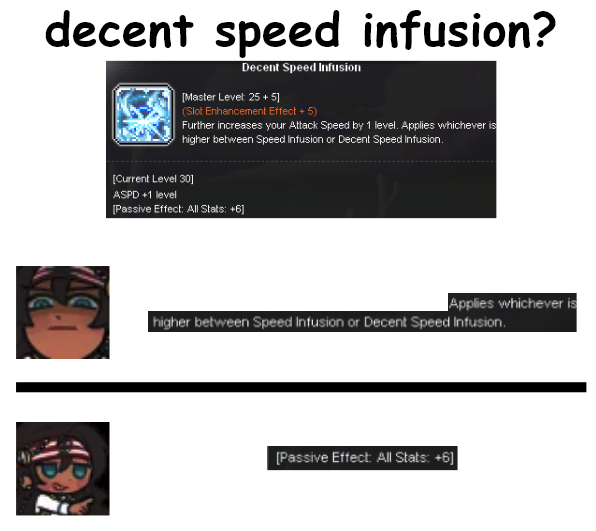 decent speed infusion?
Decent Speed Infusion
[Master Level: 25 + 5]
(Slot Enhancement Effect + 5)
Further increases your Attack Speed by 1 level. Applies whichever is
higher between Speed Infusion or Decent Speed Infusion.
[Current Level 30]
ASPD +1 level
[Passive Effect: All Stats: +6]
Applies whichever is
higher between Speed Infusion or Decent Speed Infusion.
[Passive Effect: All Stats: +6]